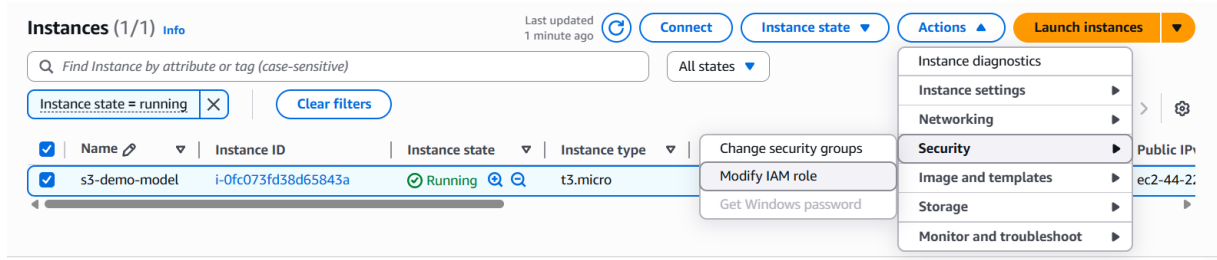 Instances (1/1) Info
Last updated
1 minute ago
Connect
Instance state
Actions
Launch instances
Find Instance by attribute or tag (case-sensitive)
All states
Instance state = running
Clear filters
Instance diagnostics
Instance settings
Networking
Security
Image and templates
Storage
Monitor and troubleshoot
Change security groups
Modify IAM role
Get Windows password
Name
Instance ID
Instance state
Instance type
Public IPv
s3-demo-model
i-0fc073fd38d65843a
Running
t3.micro
ec2-44-22